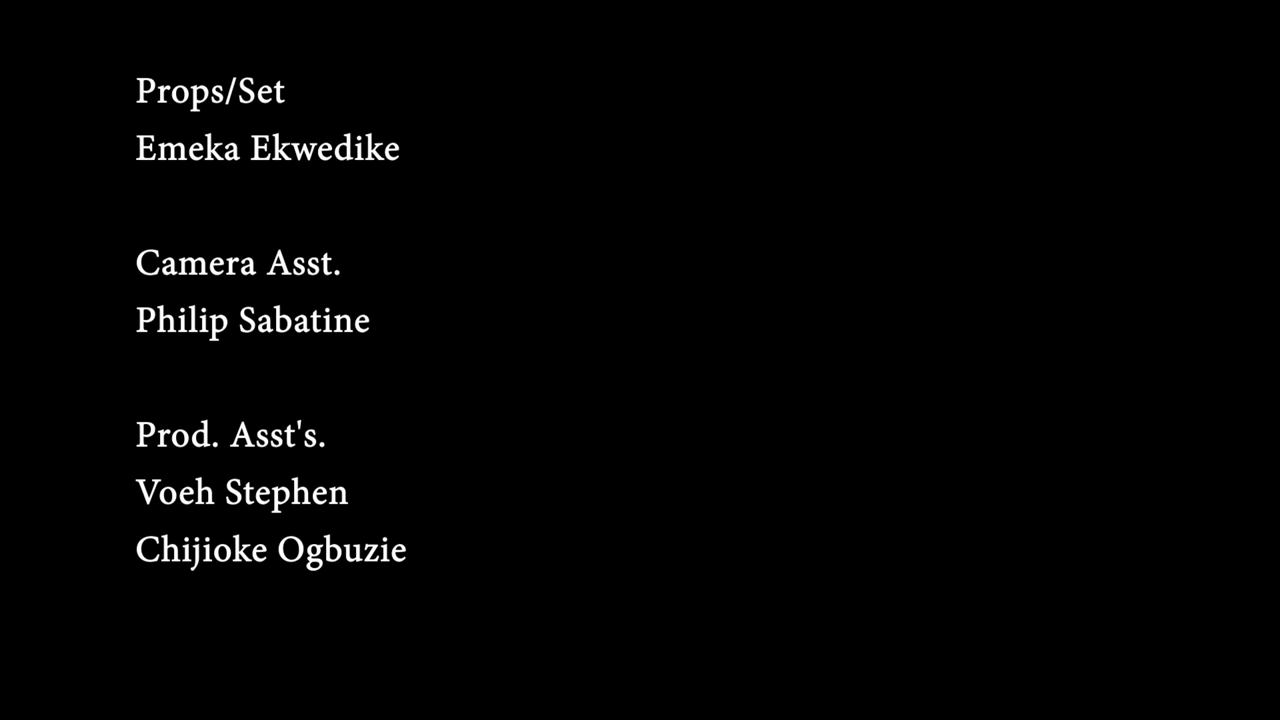 Props/Set
Emeka Ekwedike
Camera Asst.
Philip Sabatine
Prod. Asst's.
Voeh Stephen
Chijioke Ogbuzie